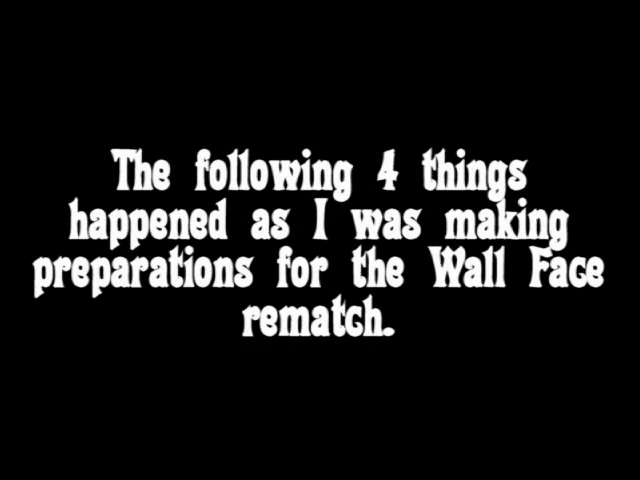 The following 4 things
happened as I was making
preparations for the Wall Face
rematch.